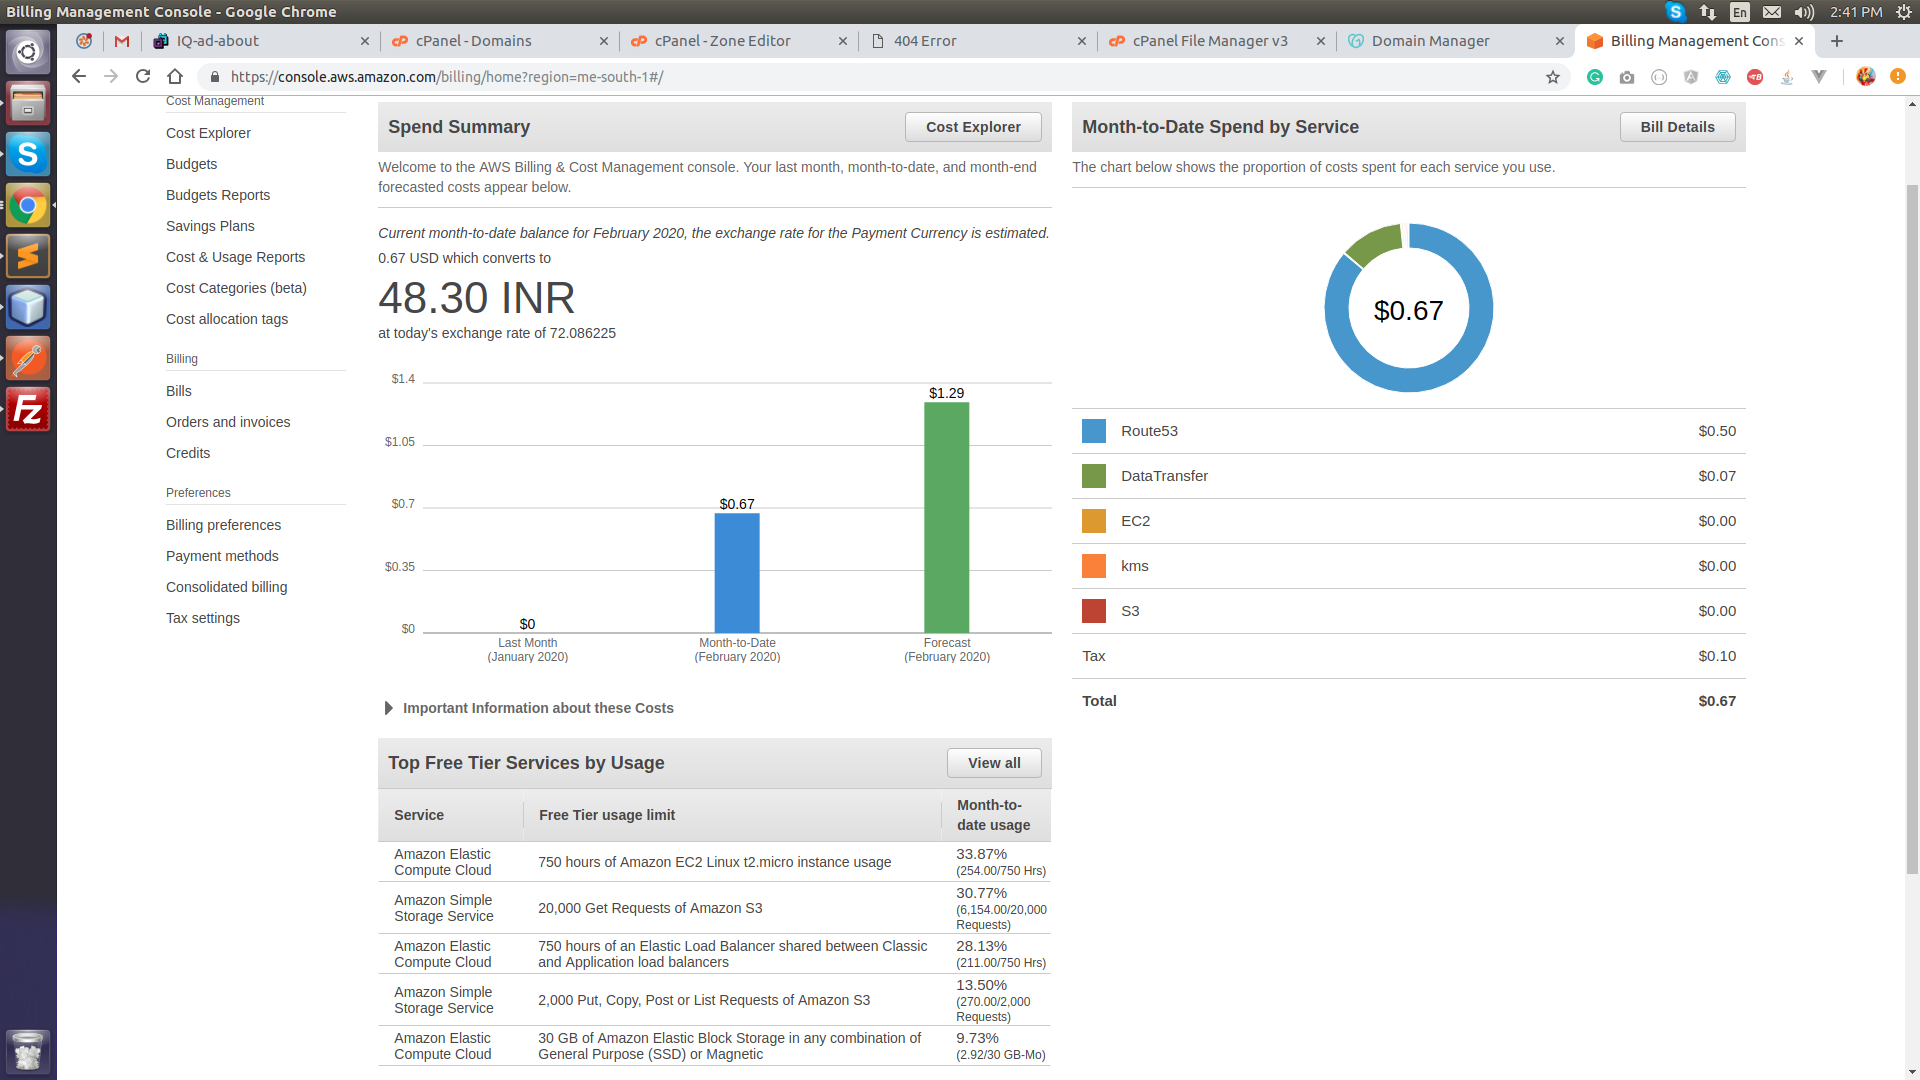 Billing Management Console - Google Chrome
En
2:41 PM
IQ-ad-about
cPanel - Domains
cPanel - Zone Editor
404 Error
cPanel File Manager v3
Domain Manager
Billing Management Cons
https://console.aws.amazon.com/billing/home?region=me-south-1#/
Cost Management
Cost Explorer
Budgets
Budgets Reports
Savings Plans
Cost & Usage Reports
Cost Categories (beta)
Cost allocation tags
Billing
Bills
Orders and invoices
Credits
Preferences
Billing preferences
Payment methods
Consolidated billing
Tax settings
Spend Summary
Cost Explorer
Welcome to the AWS Billing & Cost Management console. Your last month, month-to-date, and month-end
forecasted costs appear below.
Current month-to-date balance for February 2020, the exchange rate for the Payment Currency is estimated.
0.67 USD which converts to
48.30 INR
at today's exchange rate of 72.086225
$1.4
$1.05
$0.7
$0.35
$0
$0
$0.67
$1.29
Last Month
(January 2020)
Month-to-Date
(February 2020)
Forecast
(February 2020)
Important Information about these Costs
Top Free Tier Services by Usage
View all
Service
Free Tier usage limit
Month-to-
date usage
Amazon Elastic
Compute Cloud
750 hours of Amazon EC2 Linux t2.micro instance usage
33.87%
(254.00/750 Hrs)
Amazon Simple
Storage Service
20,000 Get Requests of Amazon S3
30.77%
(6,154.00/20,000
Requests)
Amazon Elastic
Compute Cloud
750 hours of an Elastic Load Balancer shared between Classic
and Application load balancers
28.13%
(211.00/750 Hrs)
Amazon Simple
Storage Service
2,000 Put, Copy, Post or List Requests of Amazon S3
13.50%
(270.00/2,000
Requests)
Amazon Elastic
Compute Cloud
30 GB of Amazon Elastic Block Storage in any combination of
General Purpose (SSD) or Magnetic
9.73%
(2.92/30 GB-Mo)
Month-to-Date Spend by Service
Bill Details
The chart below shows the proportion of costs spent for each service you use.
$0.67
Route53 $0.50
DataTransfer $0.07
EC2 $0.00
kms $0.00
S3 $0.00
Tax $0.10
Total $0.67